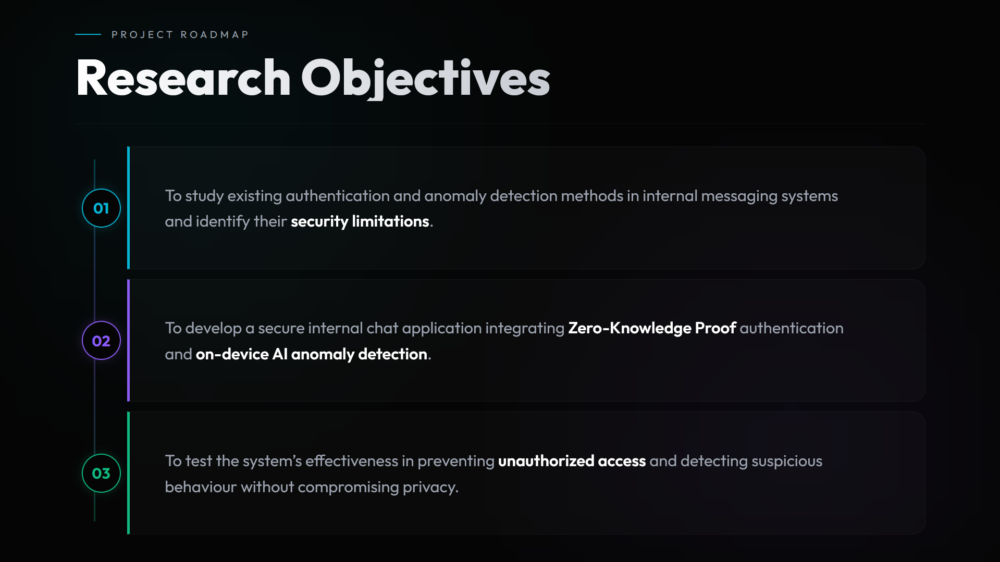 PROJECT ROADMAP
Research Objectives
01
To study existing authentication and anomaly detection methods in internal messaging systems
and identify their security limitations.
02
To develop a secure internal chat application integrating Zero-Knowledge Proof authentication
and on-device AI anomaly detection.
03
To test the system’s effectiveness in preventing unauthorized access and detecting suspicious
behaviour without compromising privacy.